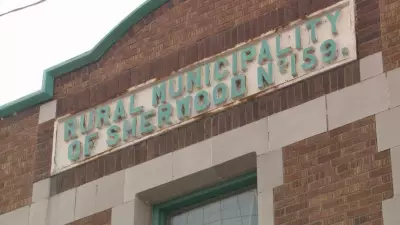 RURAL MUNICIPALITY
OF SHERWOOD Nº 159.